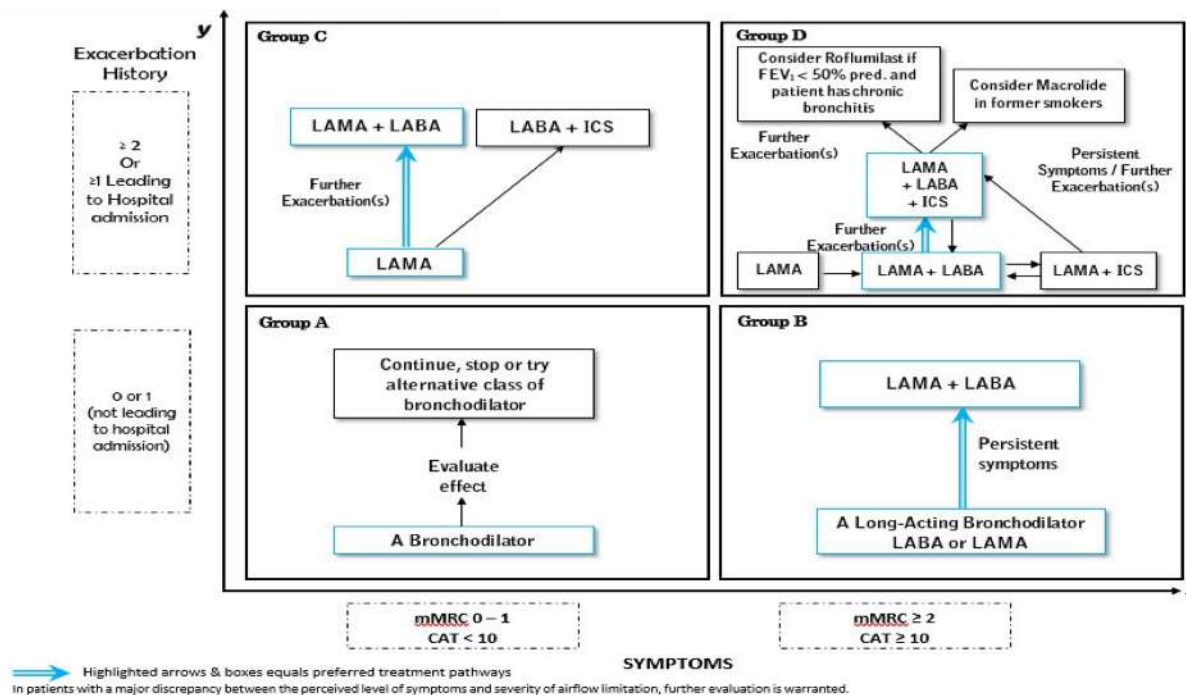 y
Exacerbation
History
≥ 2
Or
≥1 Leading
to Hospital
admission
0 or 1
(not leading
to hospital
admission)
Group C
LAMA + LABA
LABA + ICS
Further
Exacerbation(s)
LAMA
Group D
Consider Roflumilast if
FEV₁ < 50% pred. and
patient has chronic
bronchitis
Consider Macrolide
in former smokers
Further
Exacerbation(s)
LAMA
+ LABA
+ ICS
Persistent
Symptoms / Further
Exacerbation(s)
Further
Exacerbation(s)
LAMA
LAMA + LABA
LAMA + ICS
Group A
Continue, stop or try
alternative class of
bronchodilator
Evaluate
effect
A Bronchodilator
Group B
LAMA + LABA
Persistent
symptoms
A Long-Acting Bronchodilator
LABA or LAMA
mMRC 0 – 1
CAT < 10
mMRC ≥ 2
CAT ≥ 10
SYMPTOMS
Highlighted arrows & boxes equals preferred treatment pathways
In patients with a major discrepancy between the perceived level of symptoms and severity of airflow limitation, further evaluation is warranted.